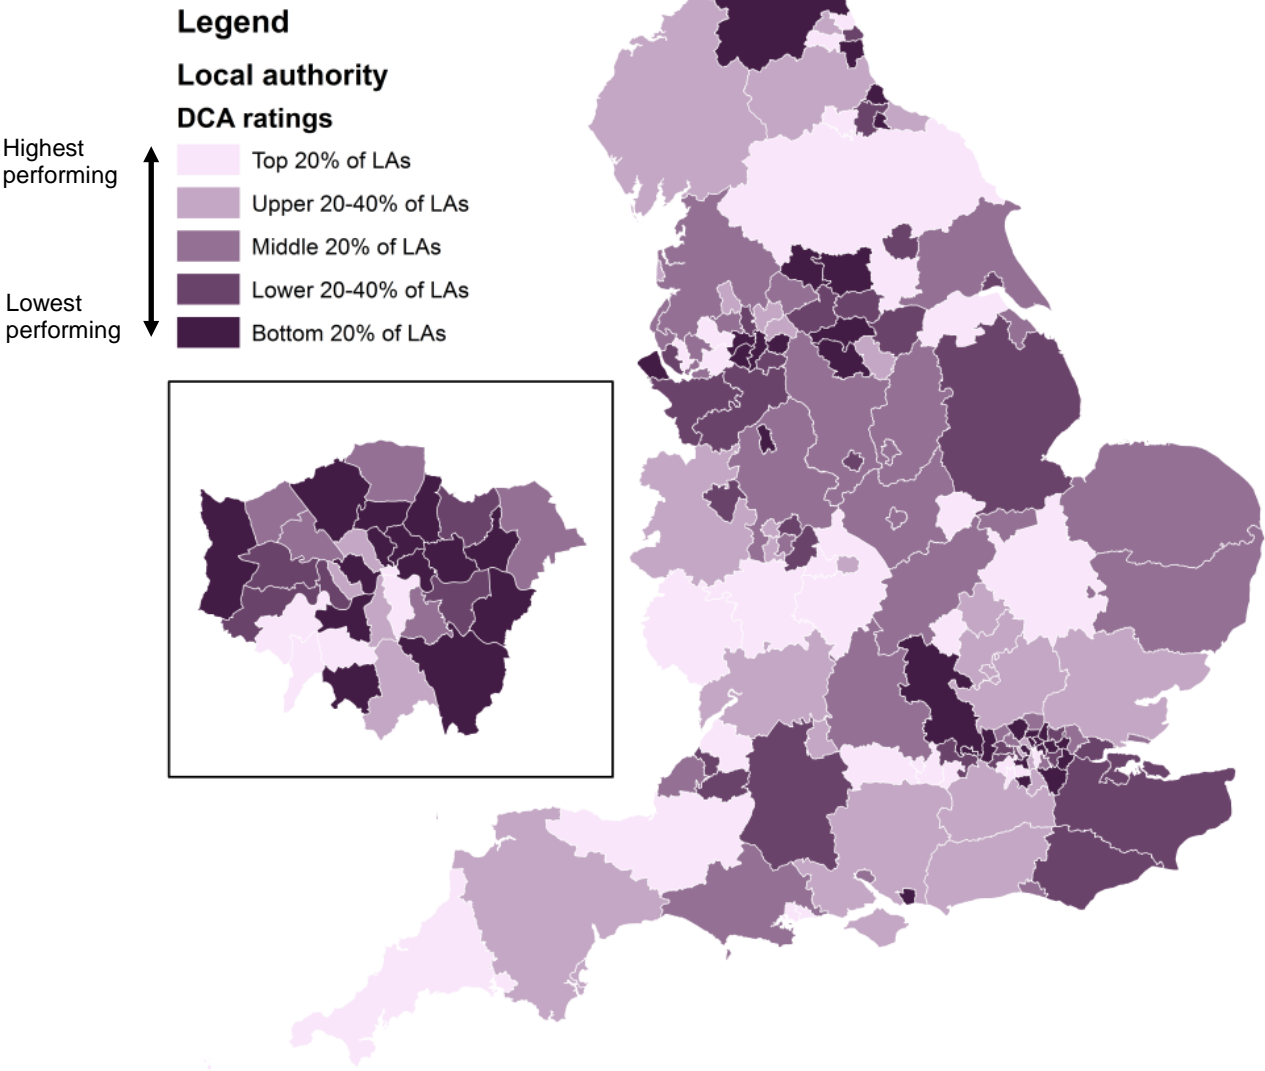 Legend
Local authority
DCA ratings
Highest
performing
Top 20% of LAs
Upper 20-40% of LAs
Middle 20% of LAs
Lower 20-40% of LAs
Lowest
performing
Bottom 20% of LAs